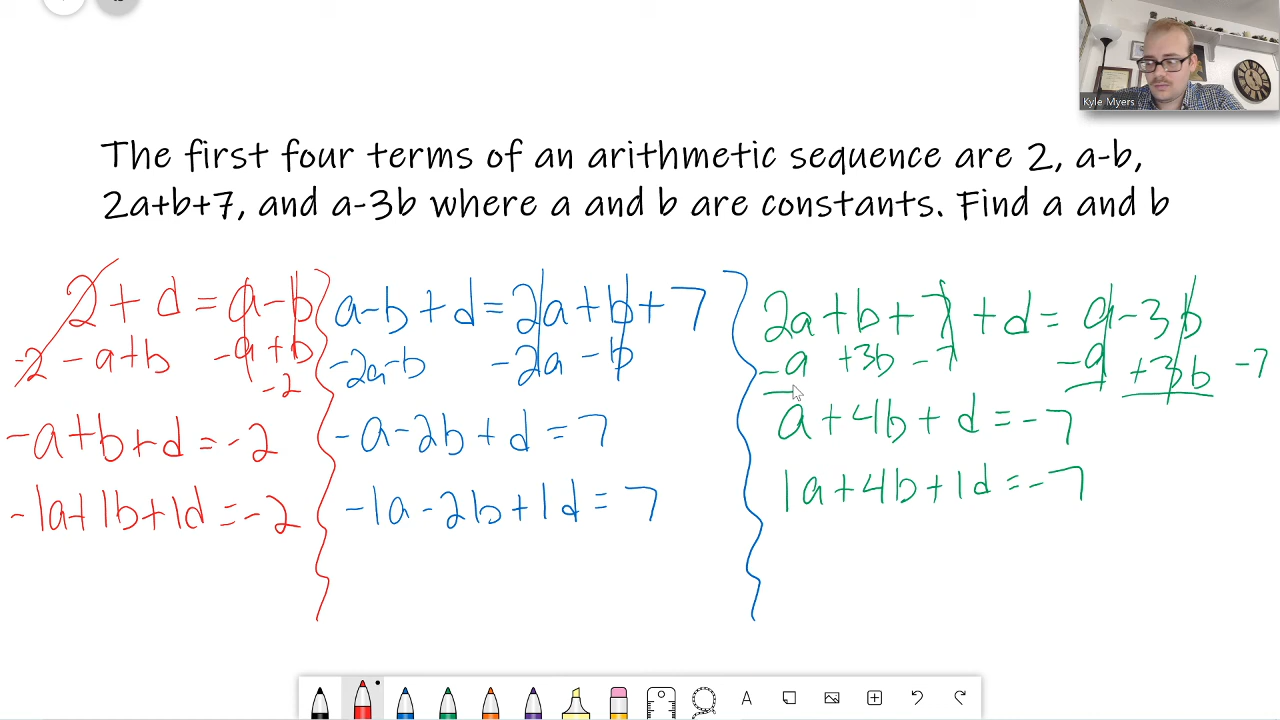 Kyle Myers
The first four terms of an arithmetic sequence are 2, a-b,
2a+b+7, and a-3b where a and b are constants. Find a and b
2 + d = a - b
-2 - a + b - a + b
-2
-a + b + d = -2
-1a + 1b + 1d = -2
a - b + d = 2a + b + 7
-2a - b -2a - b
-a - 2b + d = 7
-1a - 2b + 1d = 7
2a + b + 7 + d = a - 3b
-a +3b -7 -a +3b -7
a + 4b + d = -7
1a + 4b + 1d = -7
A